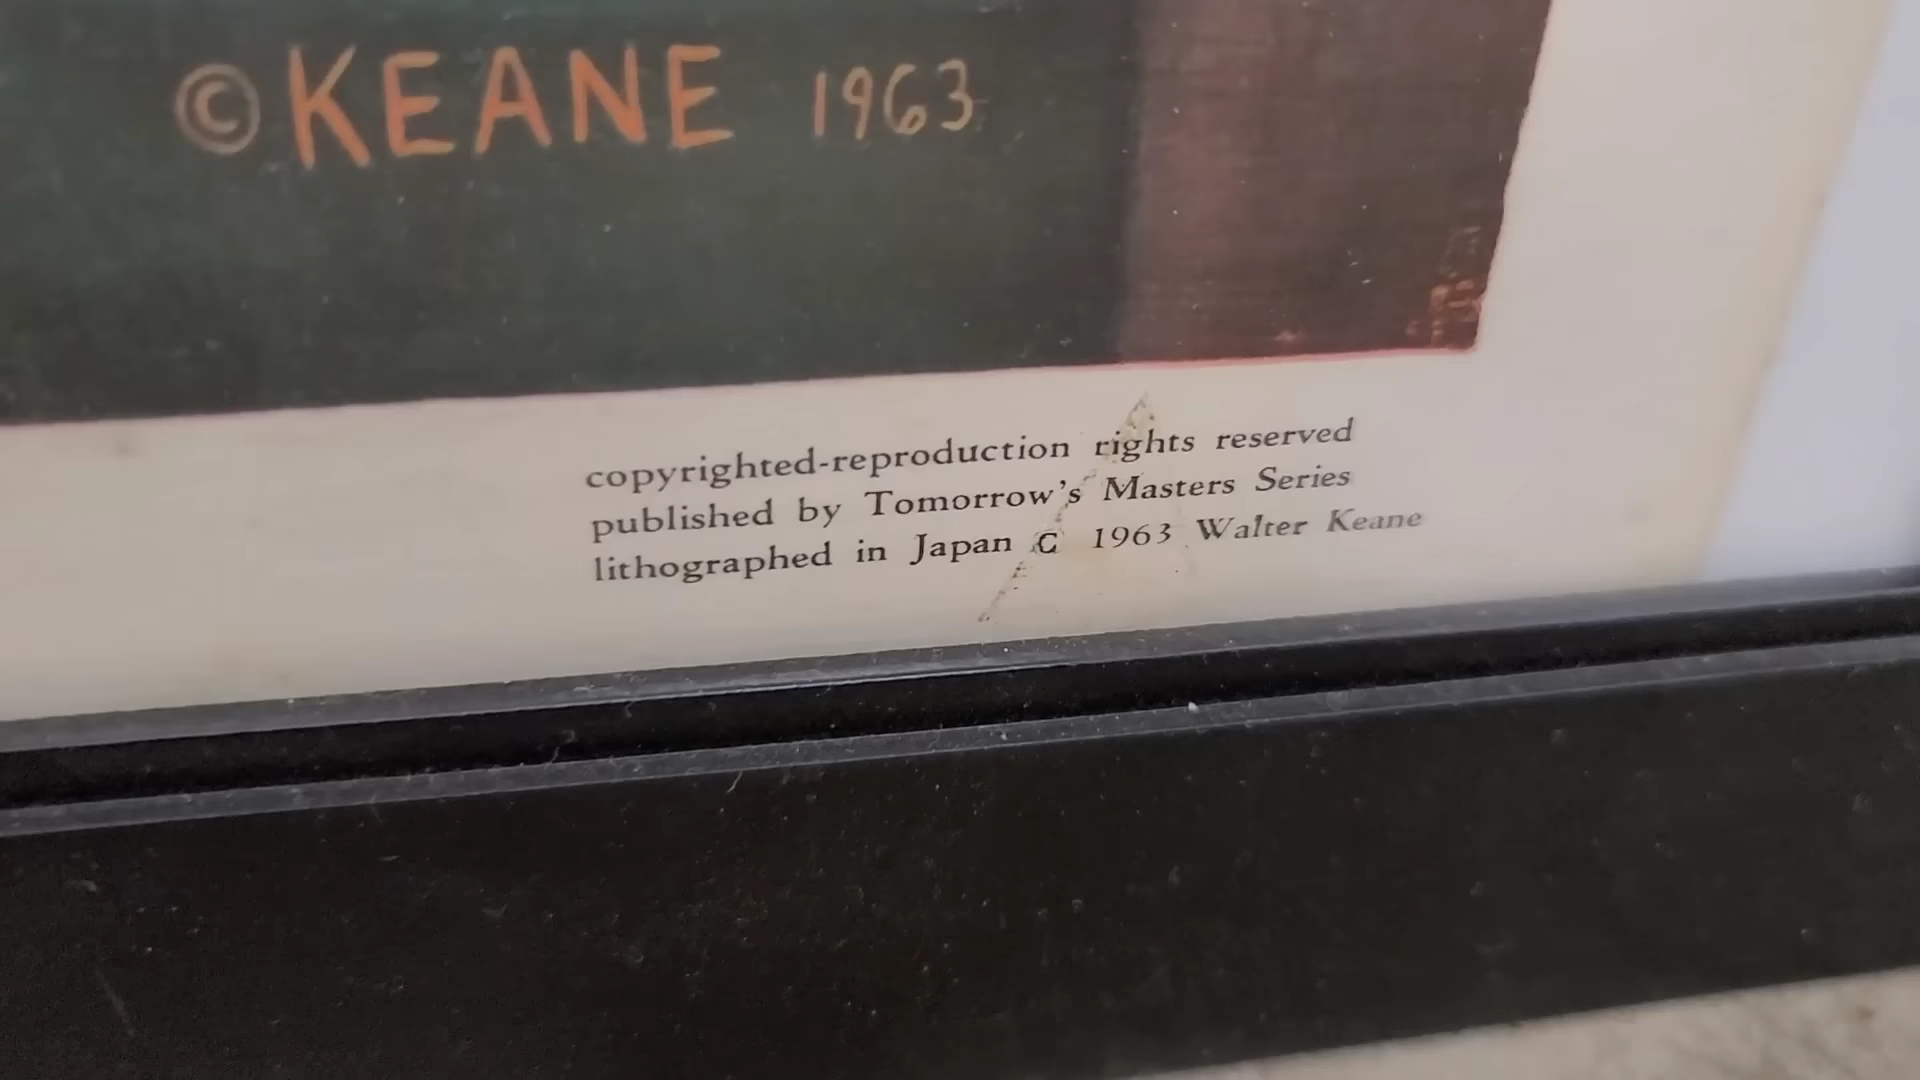 ©KEANE 1963
copyrighted-reproduction rights reserved
published by Tomorrow's Masters Series
lithographed in Japan C 1963 Walter Keane